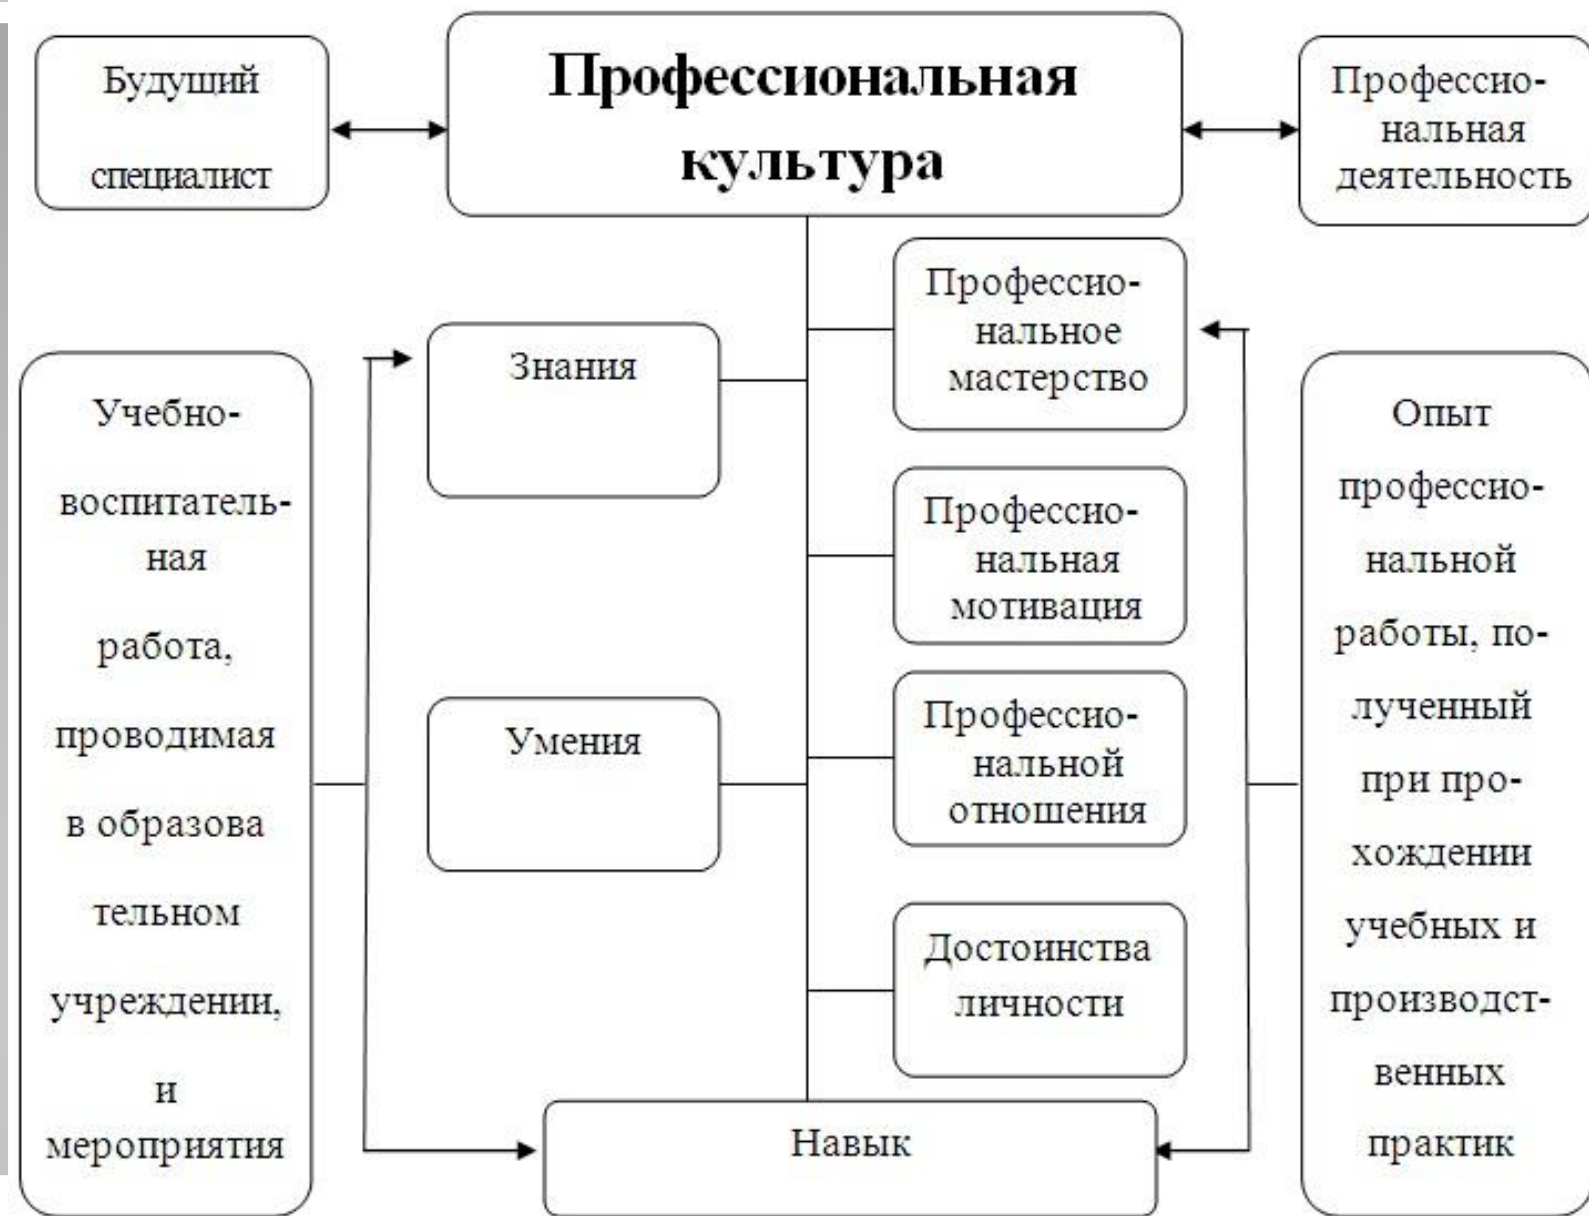 Будущий
специалист
Профессиональная
культура
Профессио-
нальная
деятельность
Знания
Умения
Профессио-
нальное
мастерство
Профессио-
нальная
мотивация
Профессио-
нальной
отношения
Достоинства
личности
Навык
Учебно-
воспитатель-
ная
работа,
проводимая
в образова
тельном
учреждении,
и
мероприятия
Опыт
профессио-
нальной
работы, по-
лученный
при про-
хождении
учебных и
производст-
венных
практик